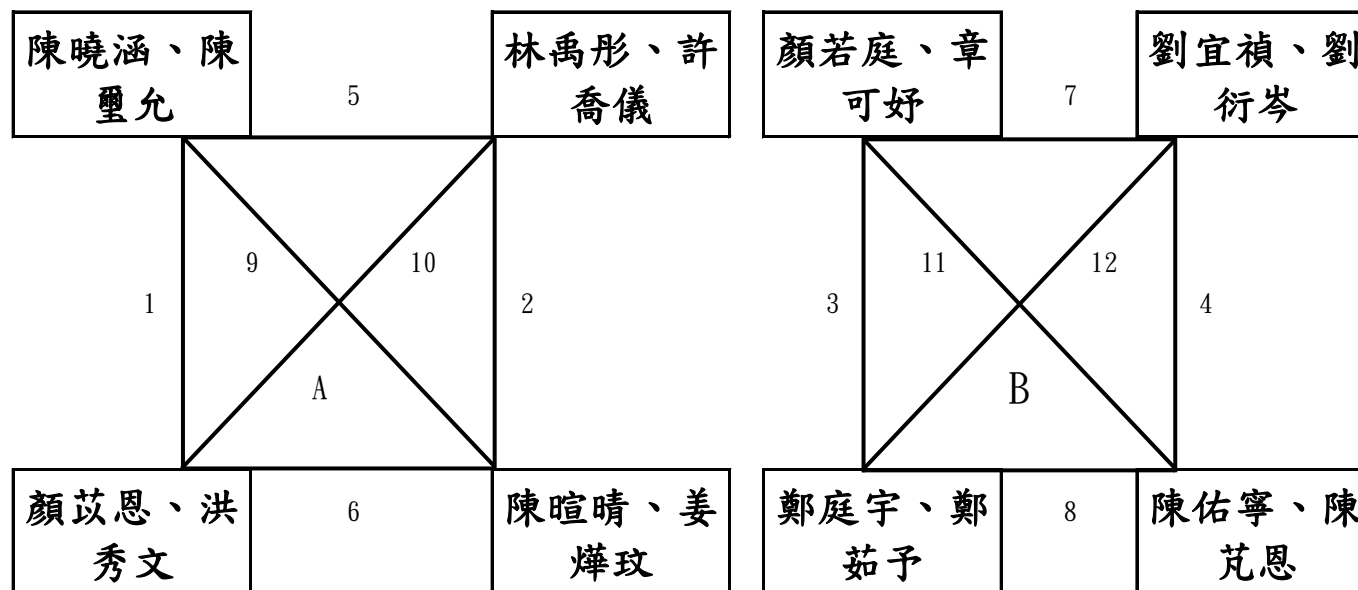 陳曉涵、陳
璽允
5
林禹彤、許
喬儀
顏若庭、章
可妤
7
劉宜禎、劉
衍岑
9
10
11
12
1
2
3
4
A
B
顏苡恩、洪
秀文
6
陳暄晴、姜
燁玟
鄭庭宇、鄭
茹予
8
陳佑寧、陳
芃恩